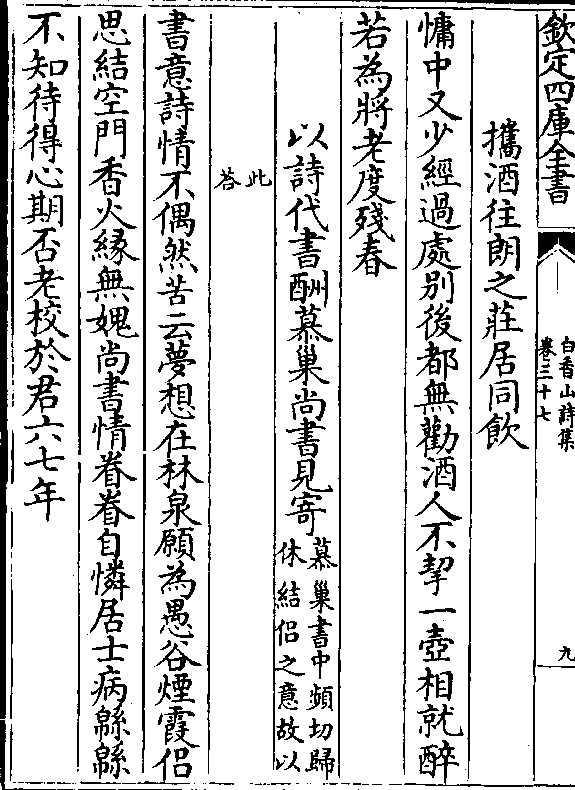 欽定四庫全書
白香山詩集
卷三十七
九
攜酒往朗之莊居同飲
慵中又少經過處别後都無勸酒人不挈一壺相就醉
若為將老度殘春
以詩代書酬慕巢尚書見寄慕巢書中頻切歸
休結侣之意故以
此
荅
書意詩情不偶然苦云夢想在林泉願為愚谷煙霞侣
思結空門香火緣無媿尚書情眷眷自憐居士病緜緜
不知待得心期否老校於君六七年